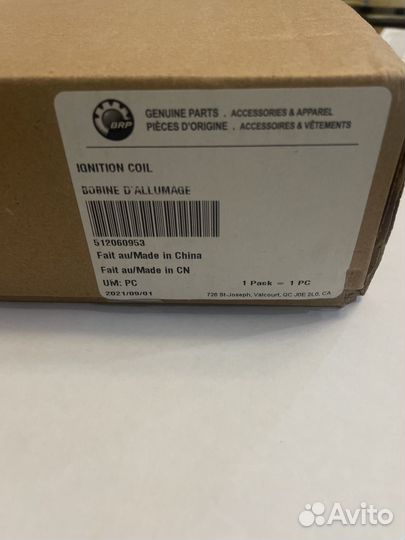 BRP
GENUINE PARTS . ACCESSORIES & APPAREL
PIÈCES D'ORIGINE . ACCESSOIRES & VÊTEMENTS
IGNITION COIL
BOBINE D'ALLUMAGE
512060953
Fait au/Made in China
Fait au/Made in CN
UM: PC 1 Pack = 1 PC
2021/09/01 726 St-Joseph, Valcourt, QC J0E 2L0, CA
Avito